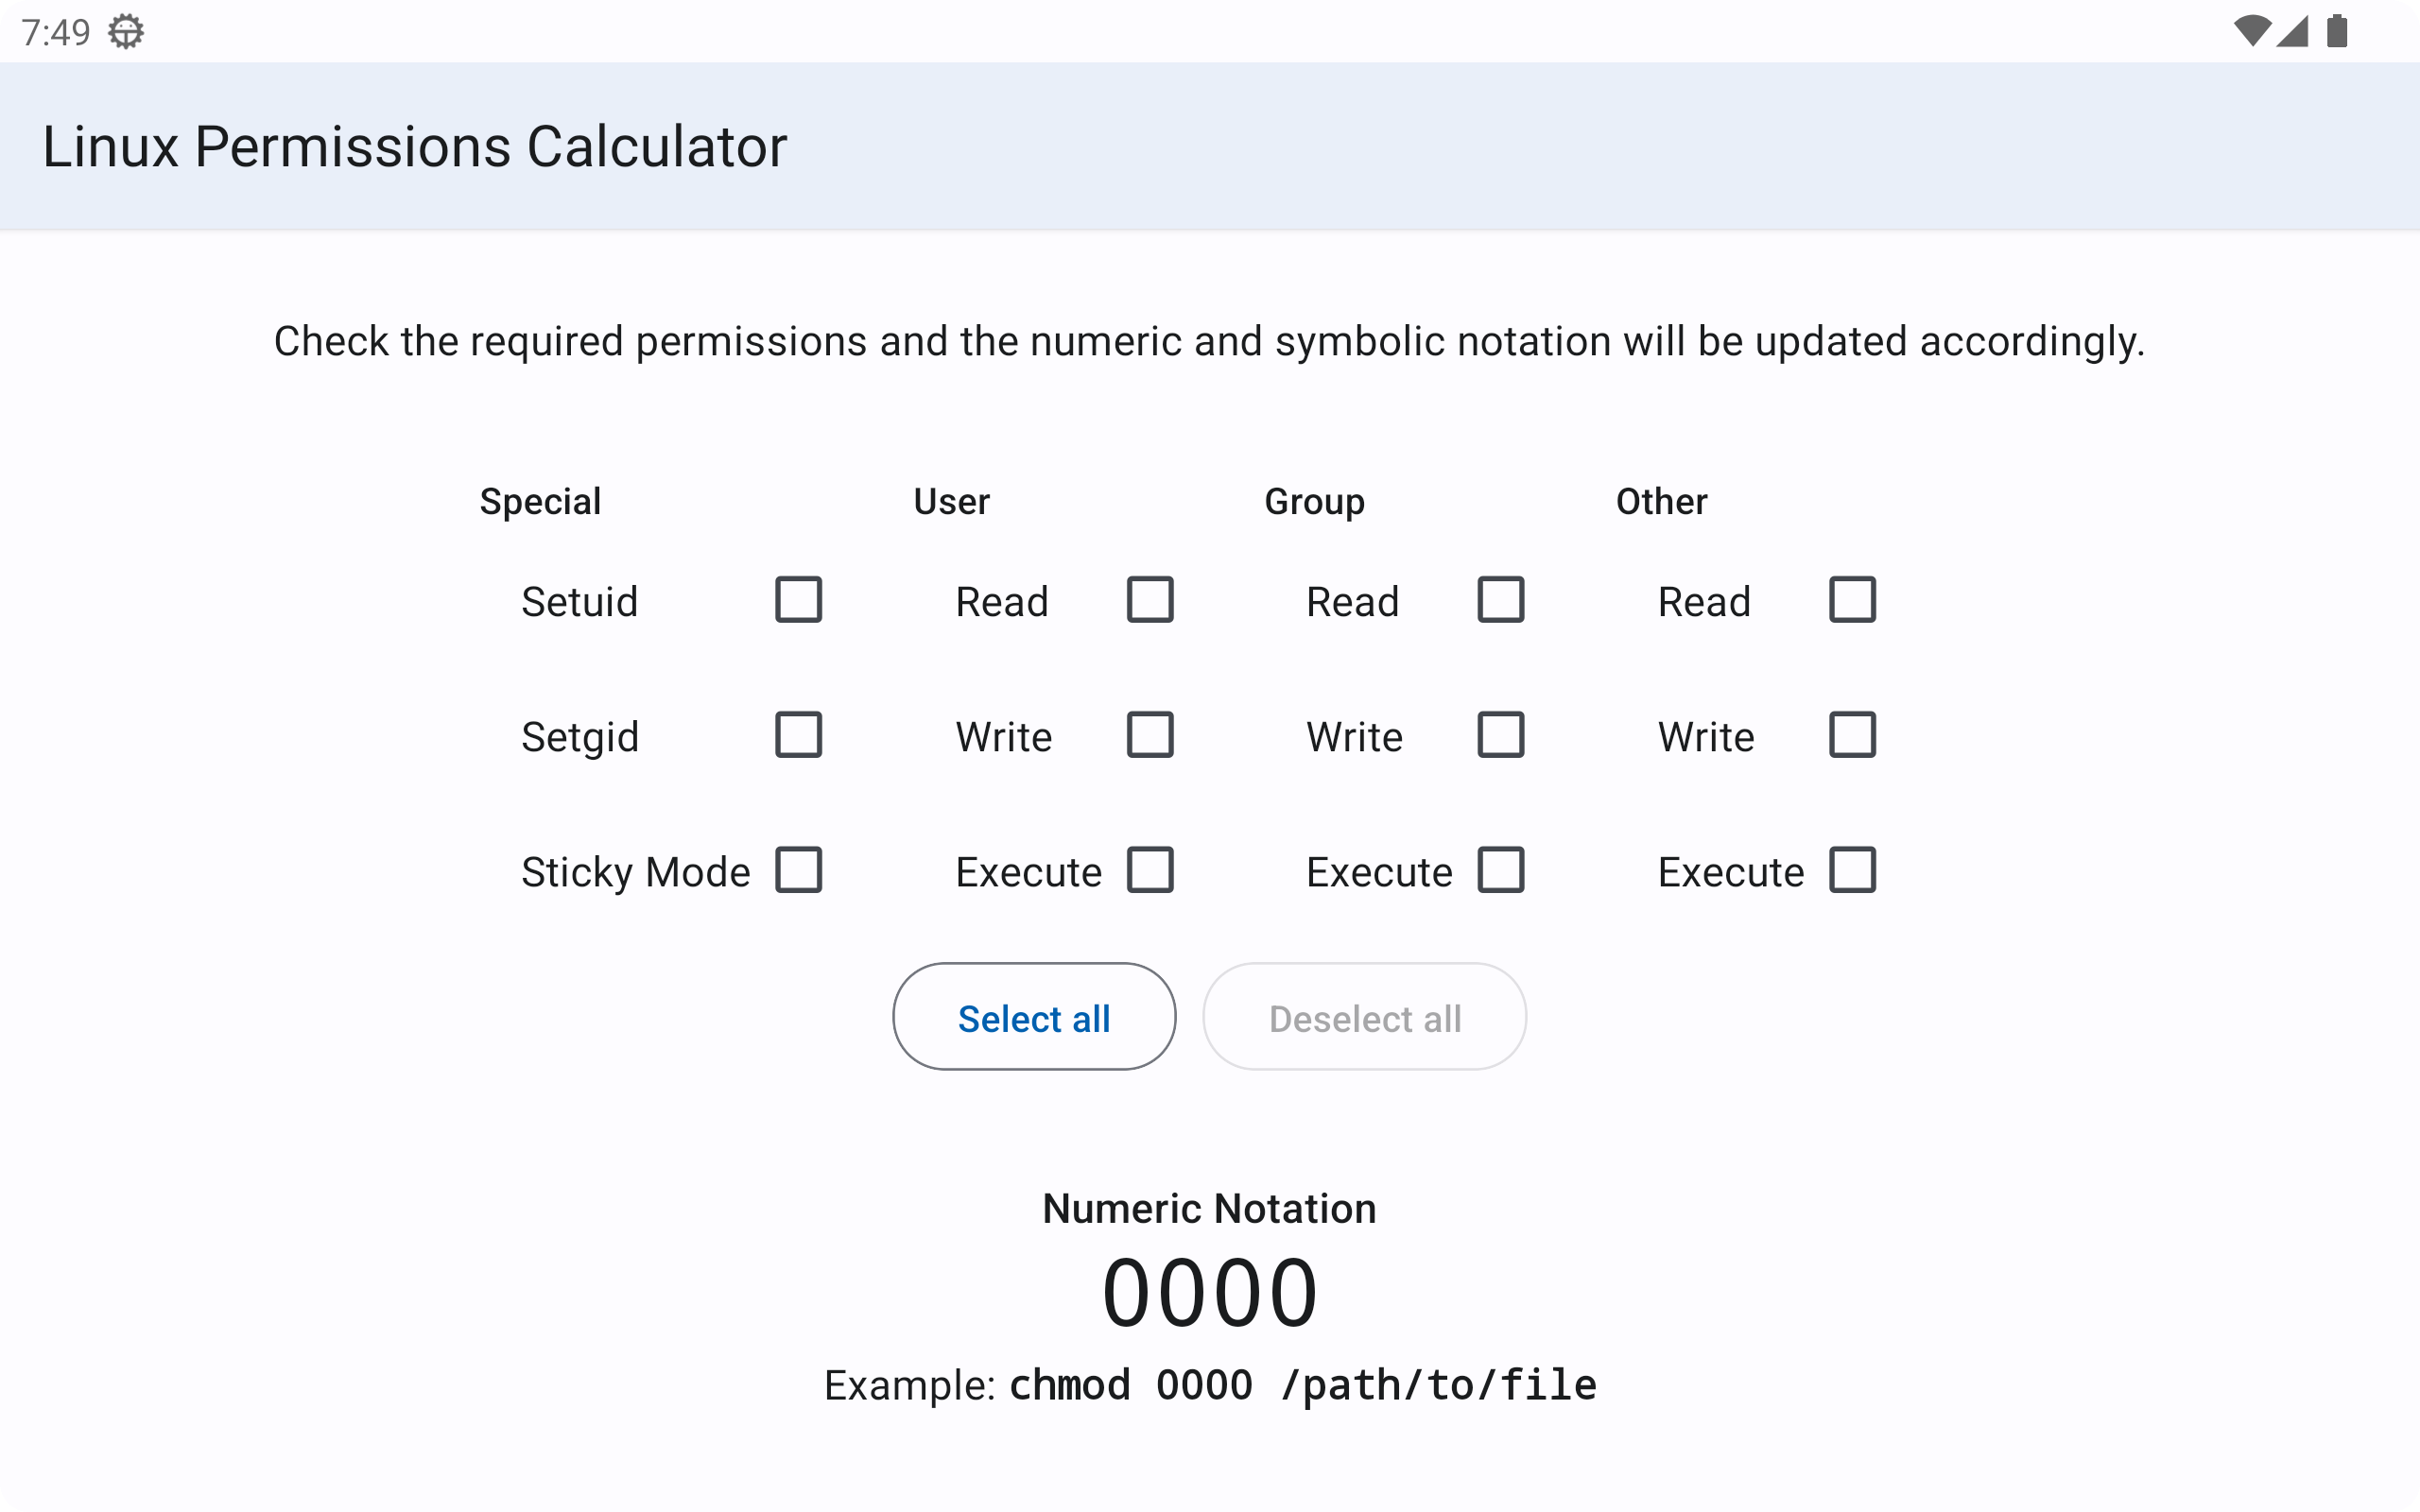 7:49
Linux Permissions Calculator
Check the required permissions and the numeric and symbolic notation will be updated accordingly.
Special User Group Other
Setuid Read Read Read
Setgid Write Write Write
Sticky Mode Execute Execute Execute
Select all Deselect all
Numeric Notation
0000
Example: chmod 0000 /path/to/file